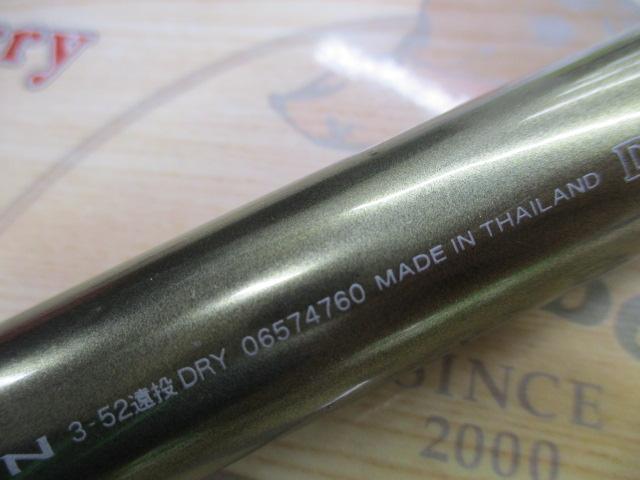 3-52遠投 DRY 06574760 MADE IN THAILAND
SINCE
2000